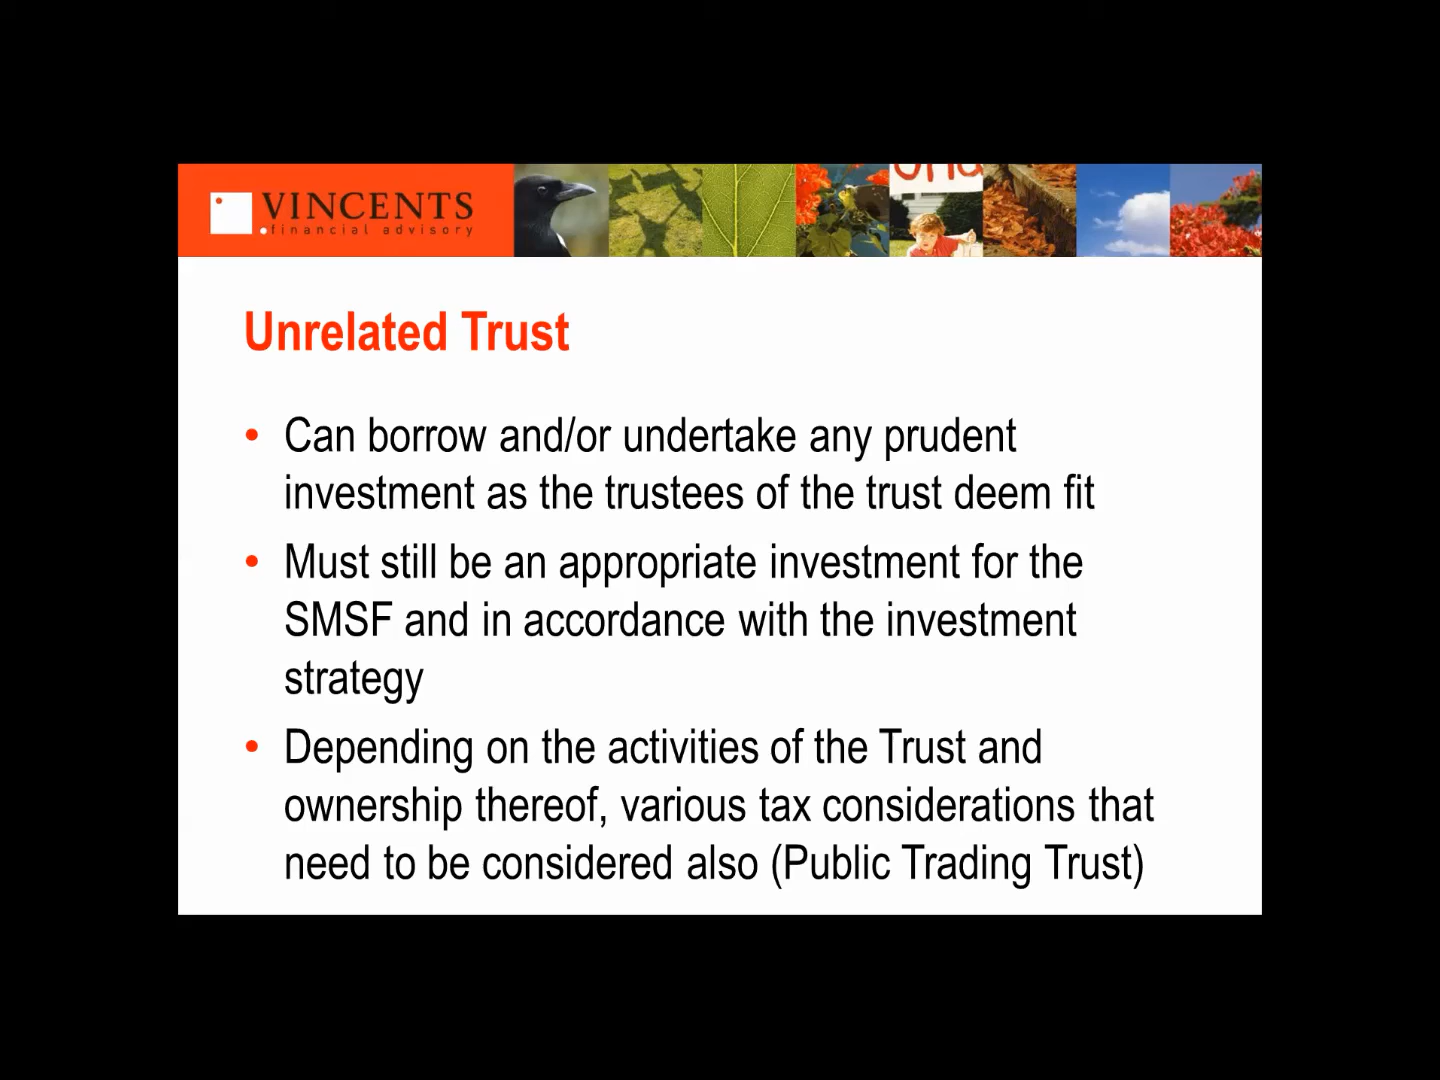 VINCENTS
financial advisory
Unrelated Trust
• Can borrow and/or undertake any prudent
investment as the trustees of the trust deem fit
• Must still be an appropriate investment for the
SMSF and in accordance with the investment
strategy
• Depending on the activities of the Trust and
ownership thereof, various tax considerations that
need to be considered also (Public Trading Trust)